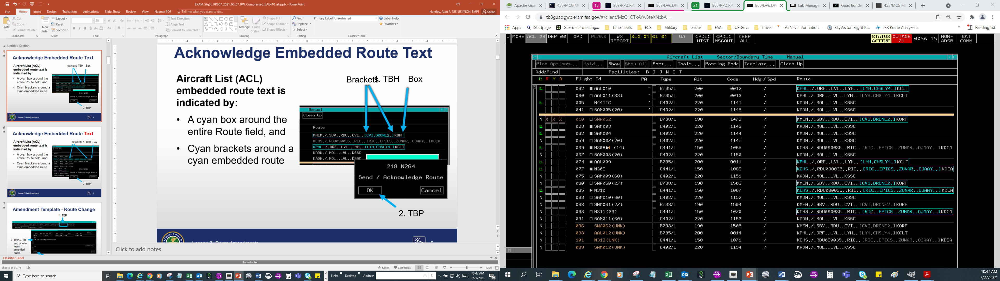 ERAM_Stg3c_PRS07_2021_06_07_RW_Compressed_EAE410_ah.pptx - PowerPoint
File Home Insert Design Transitions Animations Slide Show Review View Nuance PDF Tell me what you want to do...
Huntley, Alan P. [US-US][NON-EMP] Share
Paste
Cut
Copy
Format Painter
Clipboard
New Slide
Layout
Reset
Section
Slides
20
Font
Text Direction
Align Text
Convert to SmartArt
Paragraph
Arrange
Quick Styles
Shape Fill
Shape Outline
Shape Effects
Drawing
Find
Replace
Select
Editing
Primary Label Unrestricted
Label Help
Favorites
Classifier Label
Untitled Section
5
Acknowledge Embedded Route Text
Aircraft List (ACL) embedded route text is indicated by:
• A cyan box around the entire Route field, and
• Cyan brackets around a cyan embedded route
Brackets 1. TBH Box
218 N264
Send / Acknowledge Route
OK Cancel
2. TBP
Lesson 7: Route Amendments 5
6
Acknowledge Embedded Route Text
Aircraft List (ACL) embedded route text is indicated by:
• A cyan box around the entire Route field, and
• Cyan brackets around a cyan embedded route
Brackets 1. TBH Box
218 N264
Send / Acknowledge Route
OK Cancel
2. TBP
Lesson 7: Route Amendments 6
7
Amendment Template - Route Change
1. TBP
2. TBP or TBE and type to insert amended route
Acknowledge Embedded Route Text
Aircraft List (ACL)
embedded route text is
indicated by:
• A cyan box around the
entire Route field, and
• Cyan brackets around a
cyan embedded route
Brackets 1. TBH Box
Manual
Clean Up
Route
KMEM./.SBV..RDU..CVI..[CVI.DRONE2.]KORF
KCHS./.RDU090035..RIC..[RIC..EPICS..ZUNAR..OJAAY..]KDCA
KPHL./.ORF..LVL..LYH..[LYH.CHSLY4.]KCLT
KADW./.MOL..LVL..KSSC
KADW./.MOL..LVL..KSSC
218 N264
Send / Acknowledge Route
OK Cancel
2. TBP
FEDERAL AVIATION
Lesson 7: Route Amendments 5
Click to add notes
Classifier Label
Unrestricted
Slide 5 of 0 .. 76 Notes Comments 120%
Type here to search
Links Desktop Address
10:47 AM
7/27/2021
16
Apache Guac 455/MCG:M 16 867/RPD:RP 868/DVu:DP 21 865/RPD:RP 866/DVu:DP Lab Manage Guac huntley 455/MCG:M
tb3guac.gwp.eram.faa.gov/#/client/MzQ1OTkAYwBteXNxbA==
Apps Startpage Gibiru – Protecting... Timesheets ECS Military Leidos FAA US Govt Travel AirNav: Information... SkyVector: Flight Pl... IFR Route Analyzer... » Reading list
MORE ACL 23 DEP 00 GPD PLANS WX REPORT SIG 01 GI 01 UA CPDLC HIST CPDLC MSGOUT KEEP ALL STATUS ACTIVE OUTAGE 21 0056 15 NON-ADSB SAT COMM
Aircraft List Sector/Boundary Time Manual
Plan Options... Hold... Show Show All Sort... Tools... Posting Mode Template... Clean Up
Add/Find Facilities: B I J N C T
R Y A Flight Id PA Type Alt Code Hdg / Spd Route
082 AAL010 ^ B735/L 200 0012 / KPHL./.ORF..LVL..LYH..[LYH.CHSLY4.]KCLT
090 AAL011(33) ^ B735/L 200 0013 / KPHL./.ORF..LVL..LYH..[LYH.CHSLY4.]KCLT
005 N441TC ^ C402/L 220 1141 / KADW./.MOL..LVL..KSSC
041 SAM005(20) ^ C402/L 220 1145 / KADW./.MOL..LVL..KSSC
N X X X 010 SWA052 B738/L 190 1472 / KMEM./.SBV..RDU..CVI..[CVI.DRONE2.]KORF
023 SAM003 C402/L 220 1143 / KADW./.MOL..LVL..KSSC
032 SAM004 C402/L 220 1144 / KADW./.MOL..LVL..KSSC
N 059 SAM007(20) C402/L 220 1147 / KADW./.MOL..LVL..KSSC
069 N308 (14) C441/L 150 1065 / KCHS./.RDU090035..RIC..[RIC..EPICS..ZUNAR..OJAAY..]KDCA
N 067 SAM008(20) C402/L 220 1150 / KADW./.MOL..LVL..KSSC
074 AAL009 B735/L 200 0011 / KPHL./.ORF..LVL..LYH..[LYH.CHSLY4.]KCLT
077 N309 C441/L 150 1066 / KCHS./.RDU090035..RIC..[RIC..EPICS..ZUNAR..OJAAY..]KDCA
N 075 SAM009(60) C402/L 220 1151 / KADW./.MOL..LVL..KSSC
N 080 SWA060(27) B738/L 190 1503 / KMEM./.SBV..RDU..CVI..[CVI.DRONE2.]KORF
085 N310 C441/L 150 1067 / KCHS./.RDU090035..RIC..[RIC..EPICS..ZUNAR..OJAAY..]KDCA
N 083 SAM010(60) C402/L 220 1152 / KADW./.MOL..LVL..KSSC
N 088 SWA061(27) B738/L 190 1504 / KMEM./.SBV..RDU..CVI..[CVI.DRONE2.]KORF
N 093 N311(33) C441/L 150 1070 / KCHS./.RDU090035..RIC..[RIC..EPICS..ZUNAR..OJAAY..]KDCA
N 091 SAM011(60) C402/L 220 1153 / KADW./.MOL..LVL..KSSC
N 096 SWA062(UNK) B738/L 190 1505 / KMEM./.SBV..RDU..CVI..[CVI.DRONE2.]KORF
N 098 AAL012(UNK) B735/L 200 0014 / KPHL./.ORF..LVL..LYH..[LYH.CHSLY4.]KCLT
N 101 N312(UNK) C441/L 150 1071 / KCHS./.RDU090035..RIC..[RIC..EPICS..ZUNAR..OJAAY..]KDCA
N 099 SAM012(UNK) C402/L 220 1154 / KADW./.MOL..LVL..KSSC
M
10:47 AM
7/27/2021